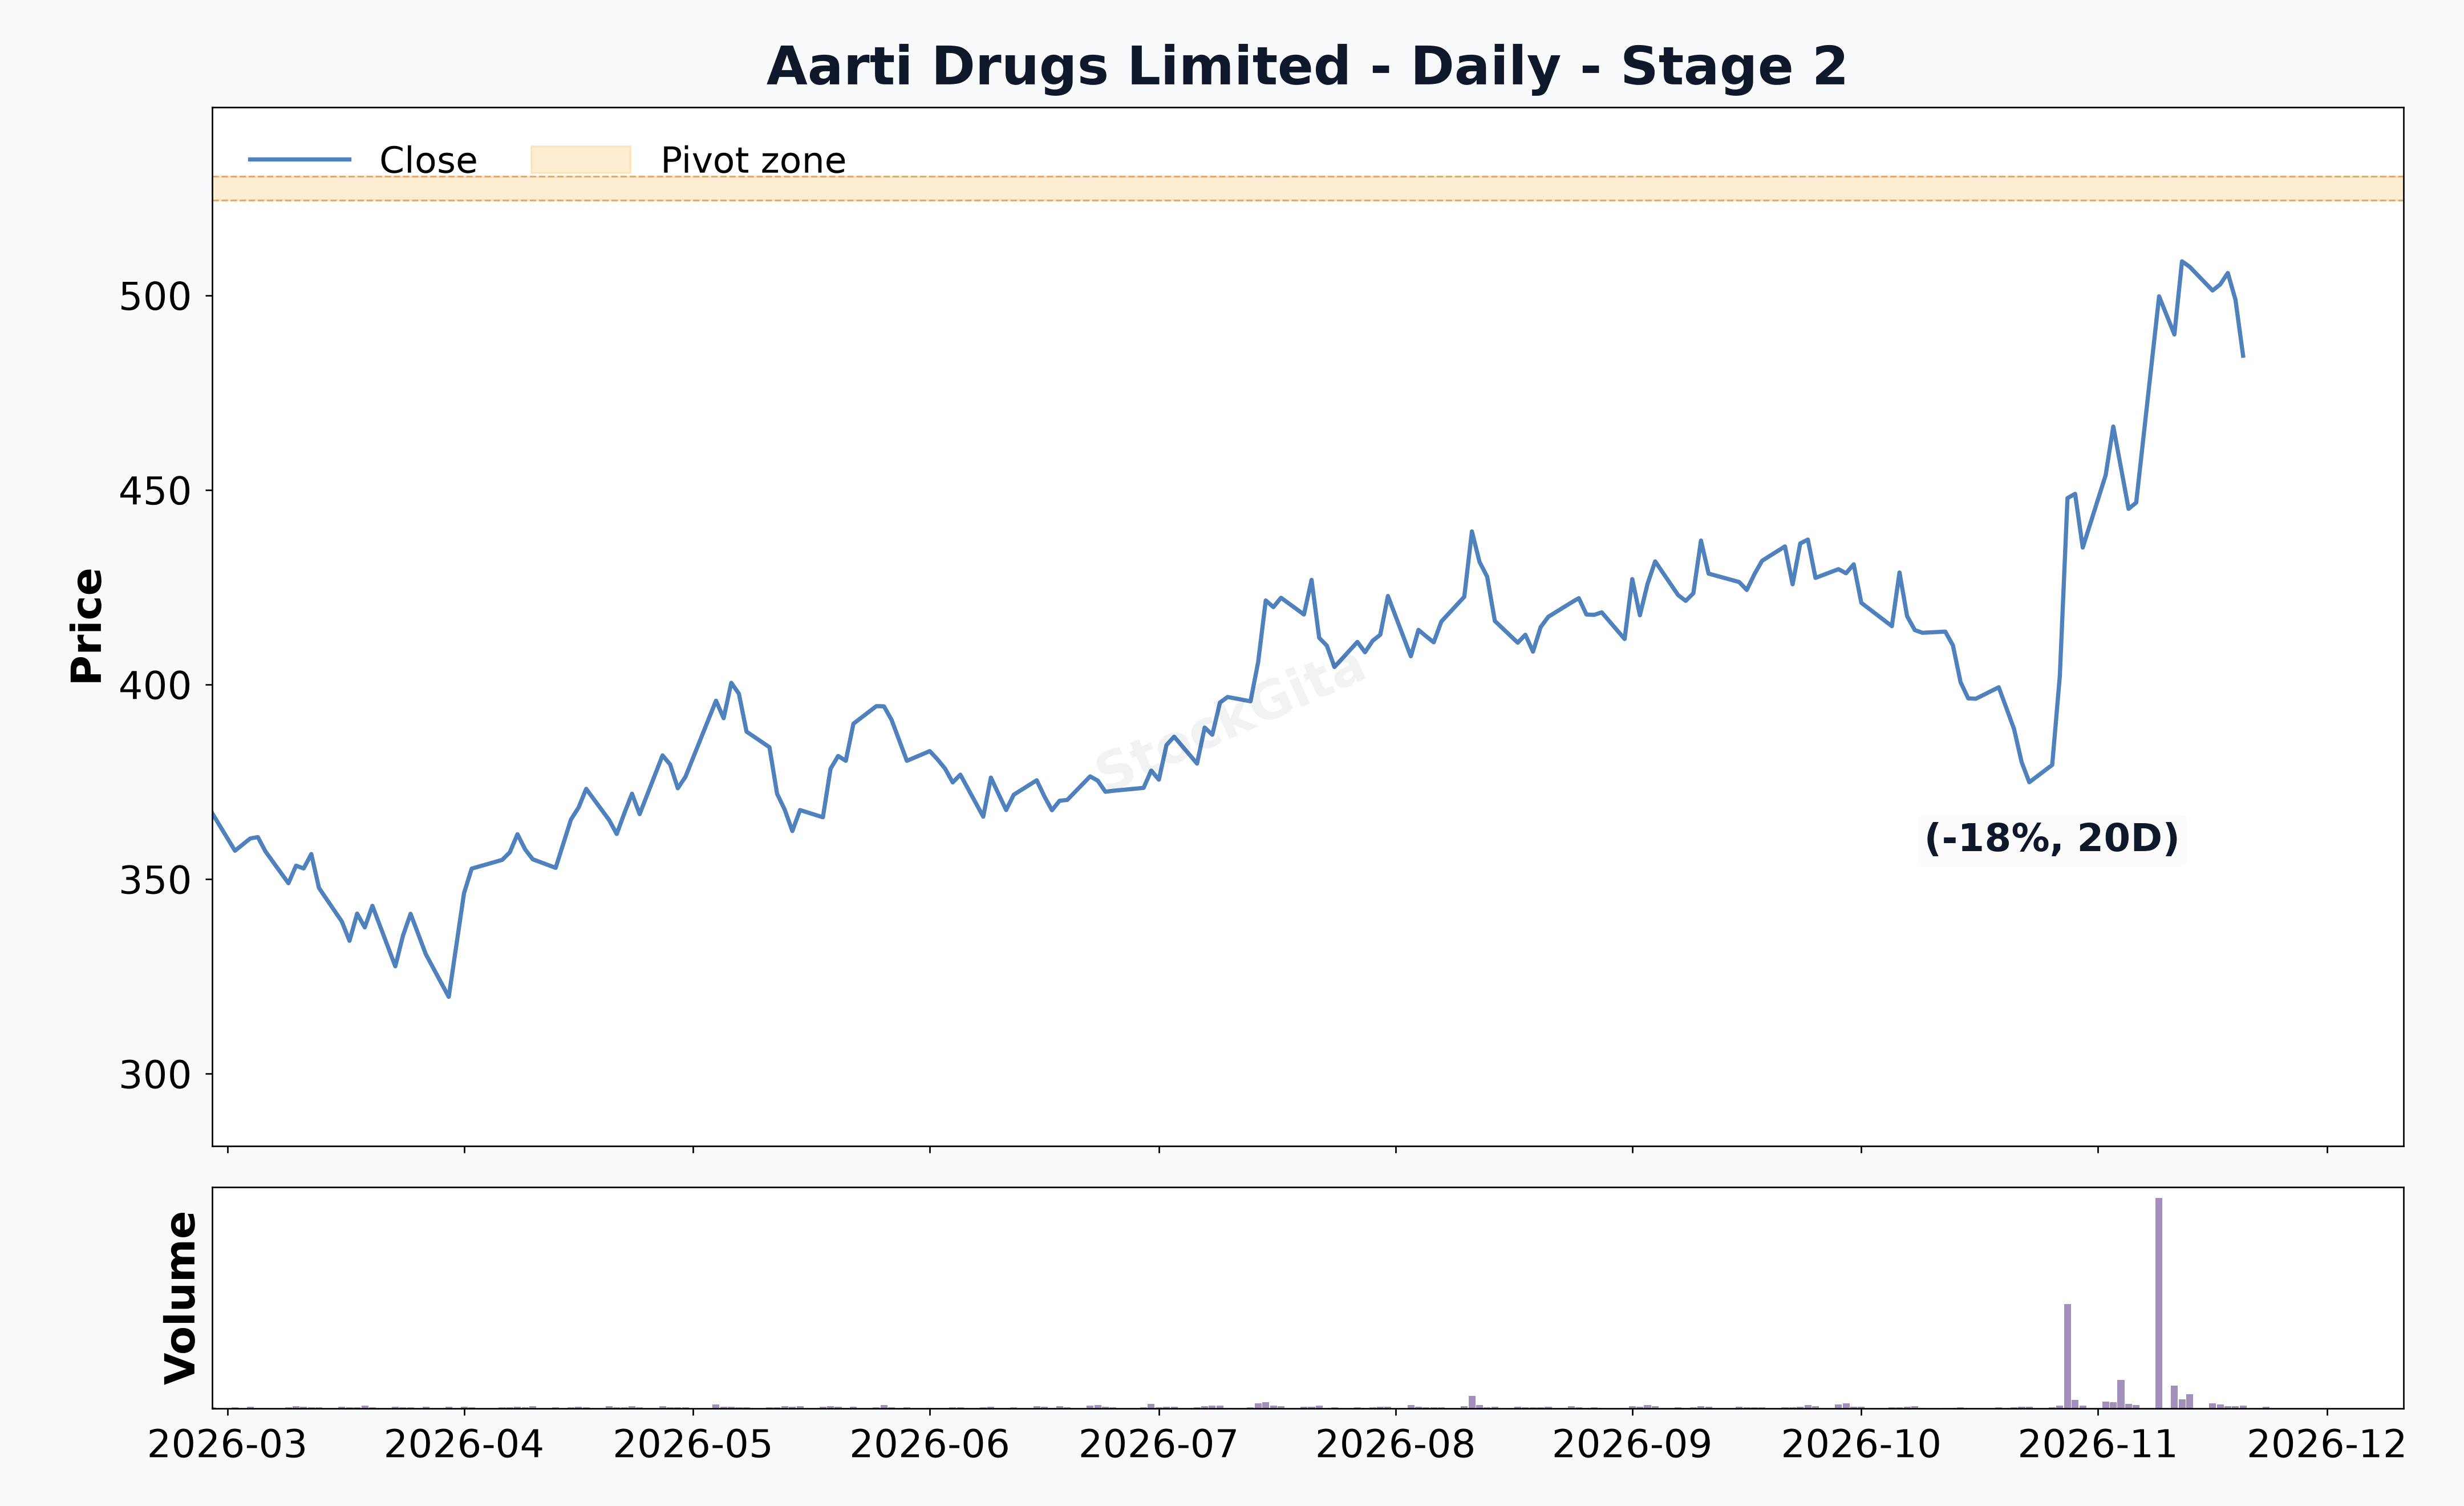 Aarti Drugs Limited - Daily - Stage 2
Close
Pivot zone
500
450
400
350
300
Price
StockGita
(-18%, 20D)
Volume
2026-03
2026-04
2026-05
2026-06
2026-07
2026-08
2026-09
2026-10
2026-11
2026-12